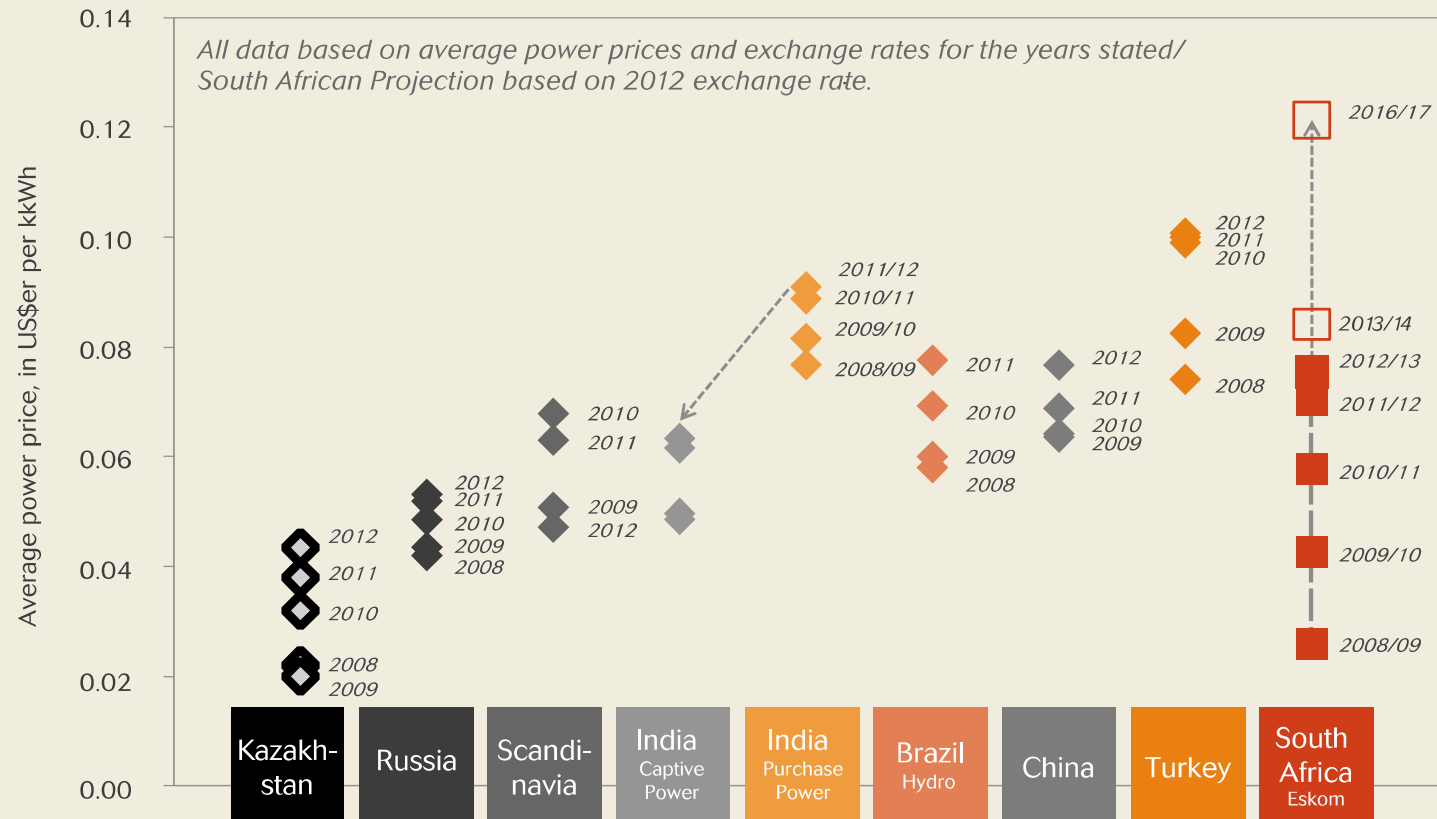 All data based on average power prices and exchange rates for the years stated/
South African Projection based on 2012 exchange rate.
Average power price, in US$er per kkWh
0.14
0.12
0.10
0.08
0.06
0.04
0.02
0.00
2012
2011
2010
2008
2009
2012
2011
2010
2009
2008
2010
2011
2009
2012
2011/12
2010/11
2009/10
2008/09
2011
2010
2009
2008
2012
2011
2010
2009
2012
2011
2010
2009
2008
2016/17
2013/14
2012/13
2011/12
2010/11
2009/10
2008/09
Kazakh-
stan
Russia
Scandi-
navia
India
Captive
Power
India
Purchase
Power
Brazil
Hydro
China
Turkey
South
Africa
Eskom